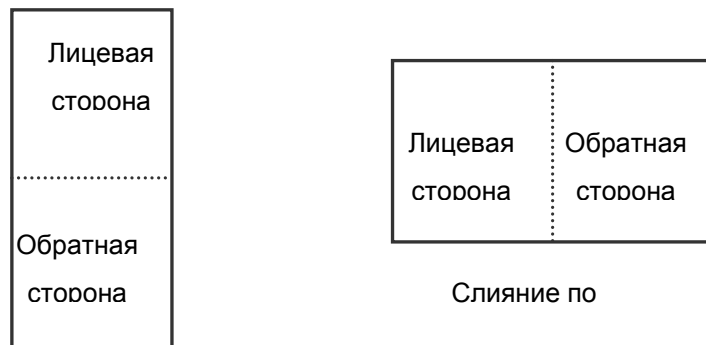 Лицевая
сторона
Обратная
сторона
Лицевая
сторона
Обратная
сторона
Слияние по